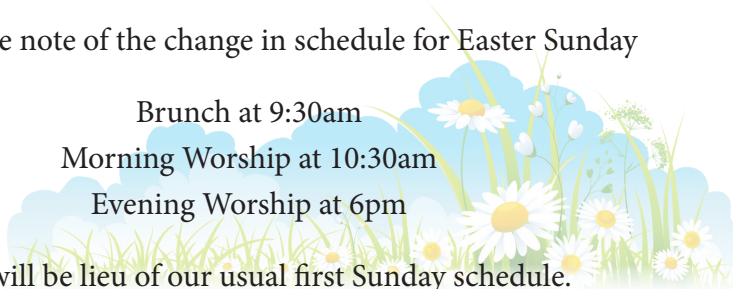 e note of the change in schedule for Easter Sunday
Brunch at 9:30am
Morning Worship at 10:30am
Evening Worship at 6pm
will be lieu of our usual first Sunday schedule.